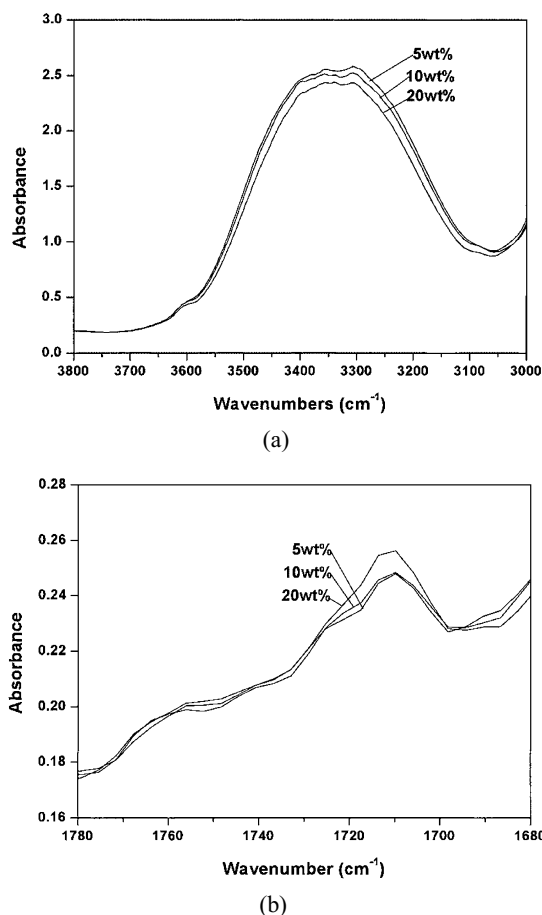 (a)
3.0
2.5
2.0
1.5
1.0
0.5
0.0
Absorbance
5wt%
10wt%
20wt%
3800 3700 3600 3500 3400 3300 3200 3100 3000
Wavenumbers (cm-1)
(a)
0.28
0.26
0.24
0.22
0.20
0.18
0.16
Absorbance
5wt%
10wt%
20wt%
1780 1760 1740 1720 1700 1680
Wavenumber (cm-1)
(b)